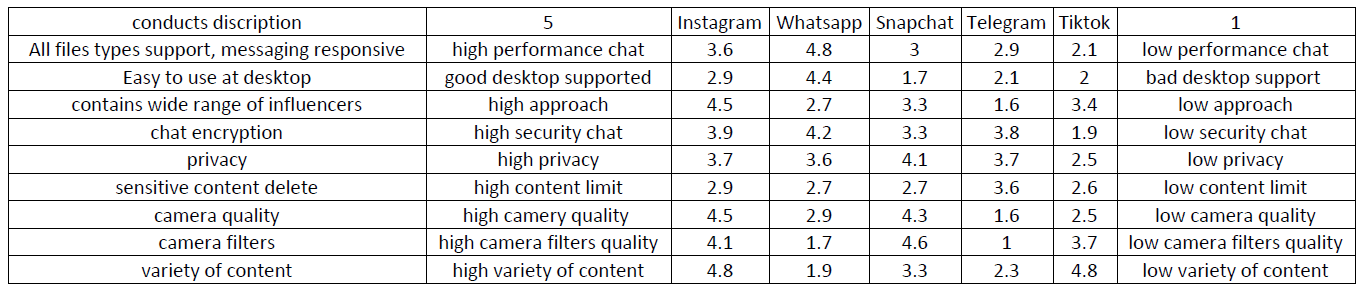 conducts discription 5 Instagram Whatsapp Snapchat Telegram Tiktok 1
All files types support, messaging responsive high performance chat 3.6 4.8 3 2.9 2.1 low performance chat
Easy to use at desktop good desktop supported 2.9 4.4 1.7 2.1 2 bad desktop support
contains wide range of influencers high approach 4.5 2.7 3.3 1.6 3.4 low approach
chat encryption high security chat 3.9 4.2 3.3 3.8 1.9 low security chat
privacy high privacy 3.7 3.6 4.1 3.7 2.5 low privacy
sensitive content delete high content limit 2.9 2.7 2.7 3.6 2.6 low content limit
camera quality high camery quality 4.5 2.9 4.3 1.6 2.5 low camera quality
camera filters high camera filters quality 4.1 1.7 4.6 1 3.7 low camera filters quality
variety of content high variety of content 4.8 1.9 3.3 2.3 4.8 low variety of content